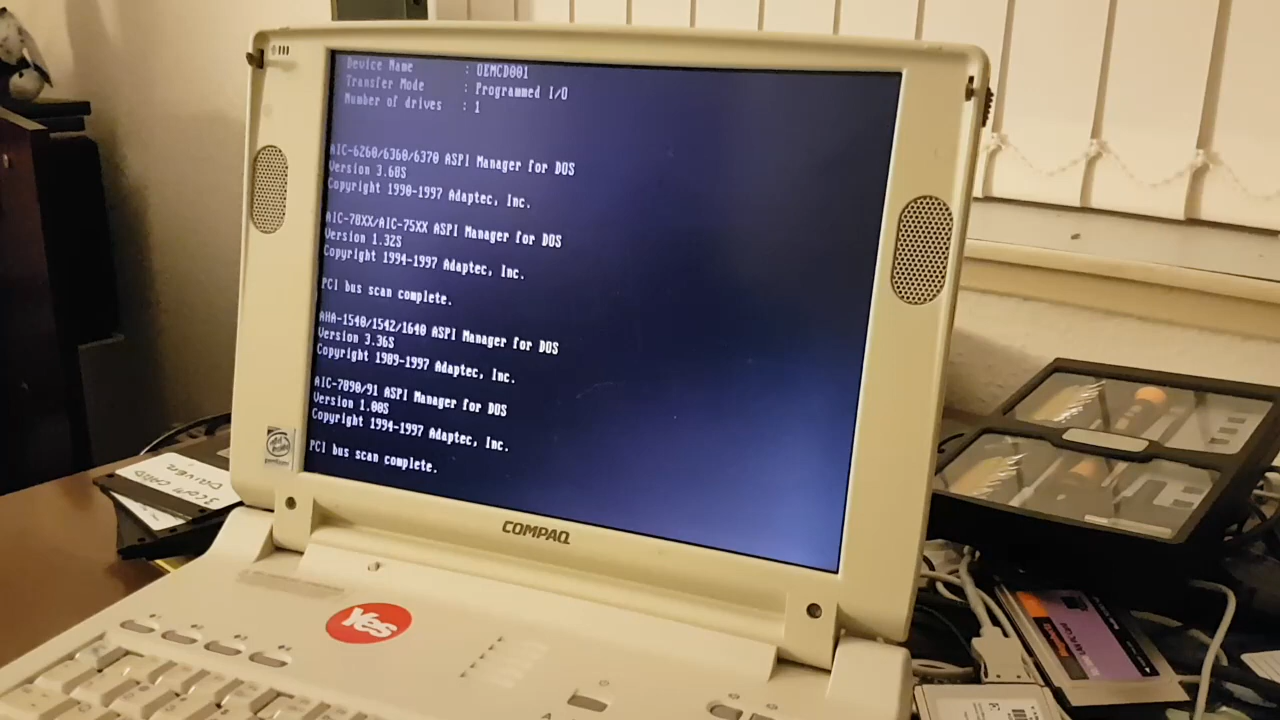 Device Name : OEMCD001
Transfer Mode : Programmed I/O
Number of drives : 1
AIC-6260/6360/6370 ASPI Manager for DOS
Version 3.68S
Copyright 1990-1997 Adaptec, Inc.
AIC-78XX/AIC-75XX ASPI Manager for DOS
Version 1.32S
Copyright 1994-1997 Adaptec, Inc.
PCI bus scan complete.
AHA-1540/1542/1640 ASPI Manager for DOS
Version 3.36S
Copyright 1989-1997 Adaptec, Inc.
AIC-7890/91 ASPI Manager for DOS
Version 1.00S
Copyright 1994-1997 Adaptec, Inc.
PCI bus scan complete.
COMPAQ
Yes
3COM CARD
DRIVER